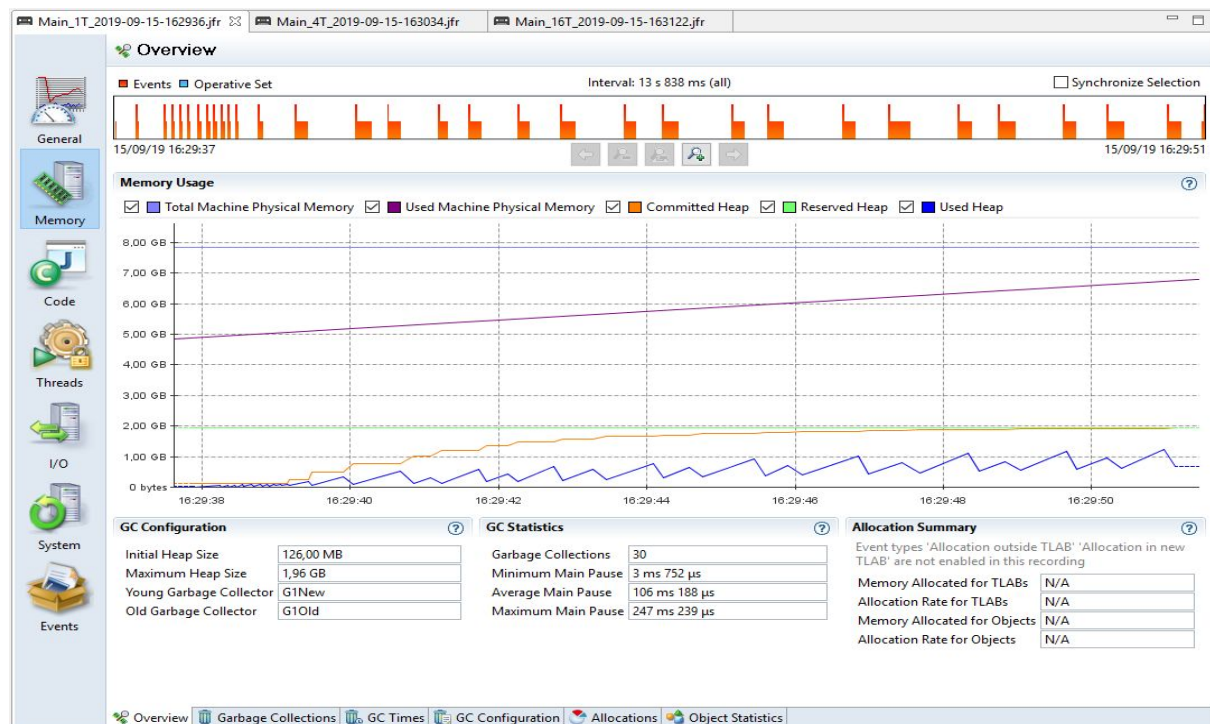 Main_1T_2019-09-15-162936.jfr Main_4T_2019-09-15-163034.jfr Main_16T_2019-09-15-163122.jfr
Overview
Events Operative Set Interval: 13 s 838 ms (all) Synchronize Selection
15/09/19 16:29:37 15/09/19 16:29:51
General
Memory
Code
Threads
I/O
System
Events
Memory Usage
Total Machine Physical Memory Used Machine Physical Memory Committed Heap Reserved Heap Used Heap
8,00 GB
7,00 GB
6,00 GB
5,00 GB
4,00 GB
3,00 GB
2,00 GB
1,00 GB
0 bytes
16:29:38 16:29:40 16:29:42 16:29:44 16:29:46 16:29:48 16:29:50
GC Configuration
Initial Heap Size 126,00 MB
Maximum Heap Size 1,96 GB
Young Garbage Collector G1New
Old Garbage Collector G1Old
GC Statistics
Garbage Collections 30
Minimum Main Pause 3 ms 752 µs
Average Main Pause 106 ms 188 µs
Maximum Main Pause 247 ms 239 µs
Allocation Summary
Event types 'Allocation outside TLAB' 'Allocation in new
TLAB' are not enabled in this recording
Memory Allocated for TLABs N/A
Allocation Rate for TLABs N/A
Memory Allocated for Objects N/A
Allocation Rate for Objects N/A
Overview Garbage Collections GC Times GC Configuration Allocations Object Statistics